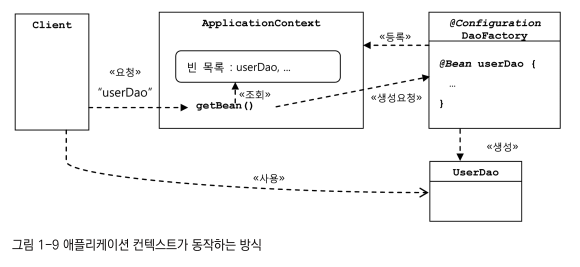 Client
ApplicationContext
@Configuration
DaoFactory
«등록»
@Bean userDao {
…
}
빈 목록 : userDao, …
«요청»
"userDao"
«조회»
getBean()
«생성요청»
«생성»
UserDao
«사용»
그림 1-9 애플리케이션 컨텍스트가 동작하는 방식